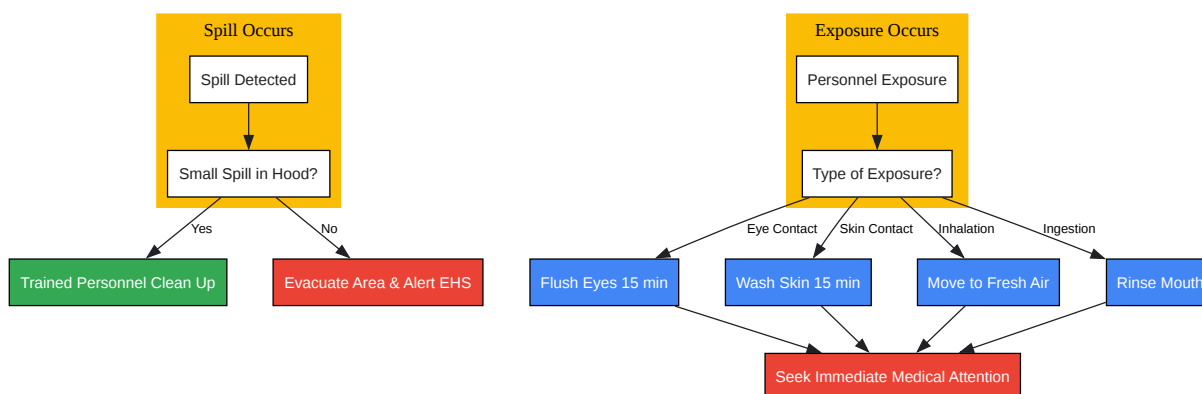 Spill Occurs
Spill Detected
Small Spill in Hood?
Yes
No
Trained Personnel Clean Up
Evacuate Area & Alert EHS
Exposure Occurs
Personnel Exposure
Type of Exposure?
Eye Contact
Skin Contact
Inhalation
Ingestion
Flush Eyes 15 min
Wash Skin 15 min
Move to Fresh Air
Rinse Mouth
Seek Immediate Medical Attention